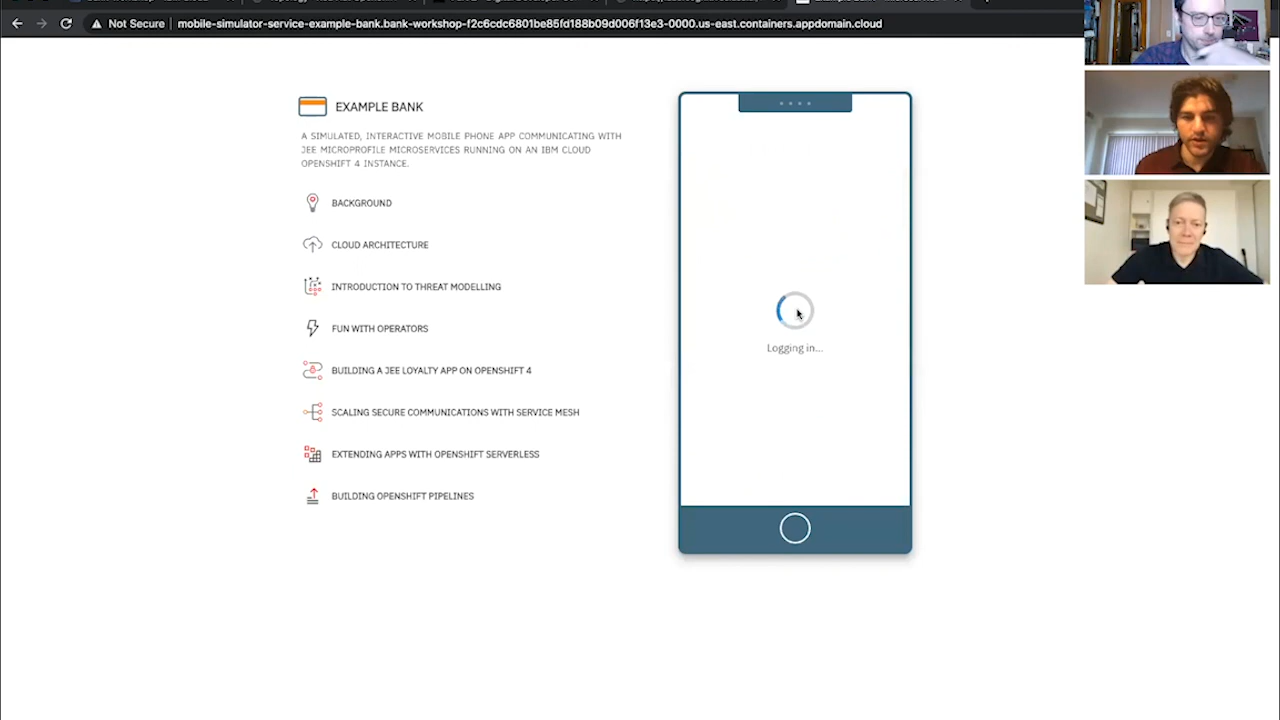 Not Secure
mobile-simulator-service-example-bank.bank-workshop-f2c6cdc6801be85fd188b09d006f13e3-0000.us-east.containers.appdomain.cloud
EXAMPLE BANK
A SIMULATED, INTERACTIVE MOBILE PHONE APP COMMUNICATING WITH
JEE MICROPROFILE MICROSERVICES RUNNING ON AN IBM CLOUD
OPENSHIFT 4 INSTANCE.
BACKGROUND
CLOUD ARCHITECTURE
INTRODUCTION TO THREAT MODELLING
FUN WITH OPERATORS
BUILDING A JEE LOYALTY APP ON OPENSHIFT 4
SCALING SECURE COMMUNICATIONS WITH SERVICE MESH
EXTENDING APPS WITH OPENSHIFT SERVERLESS
BUILDING OPENSHIFT PIPELINES
Logging in...